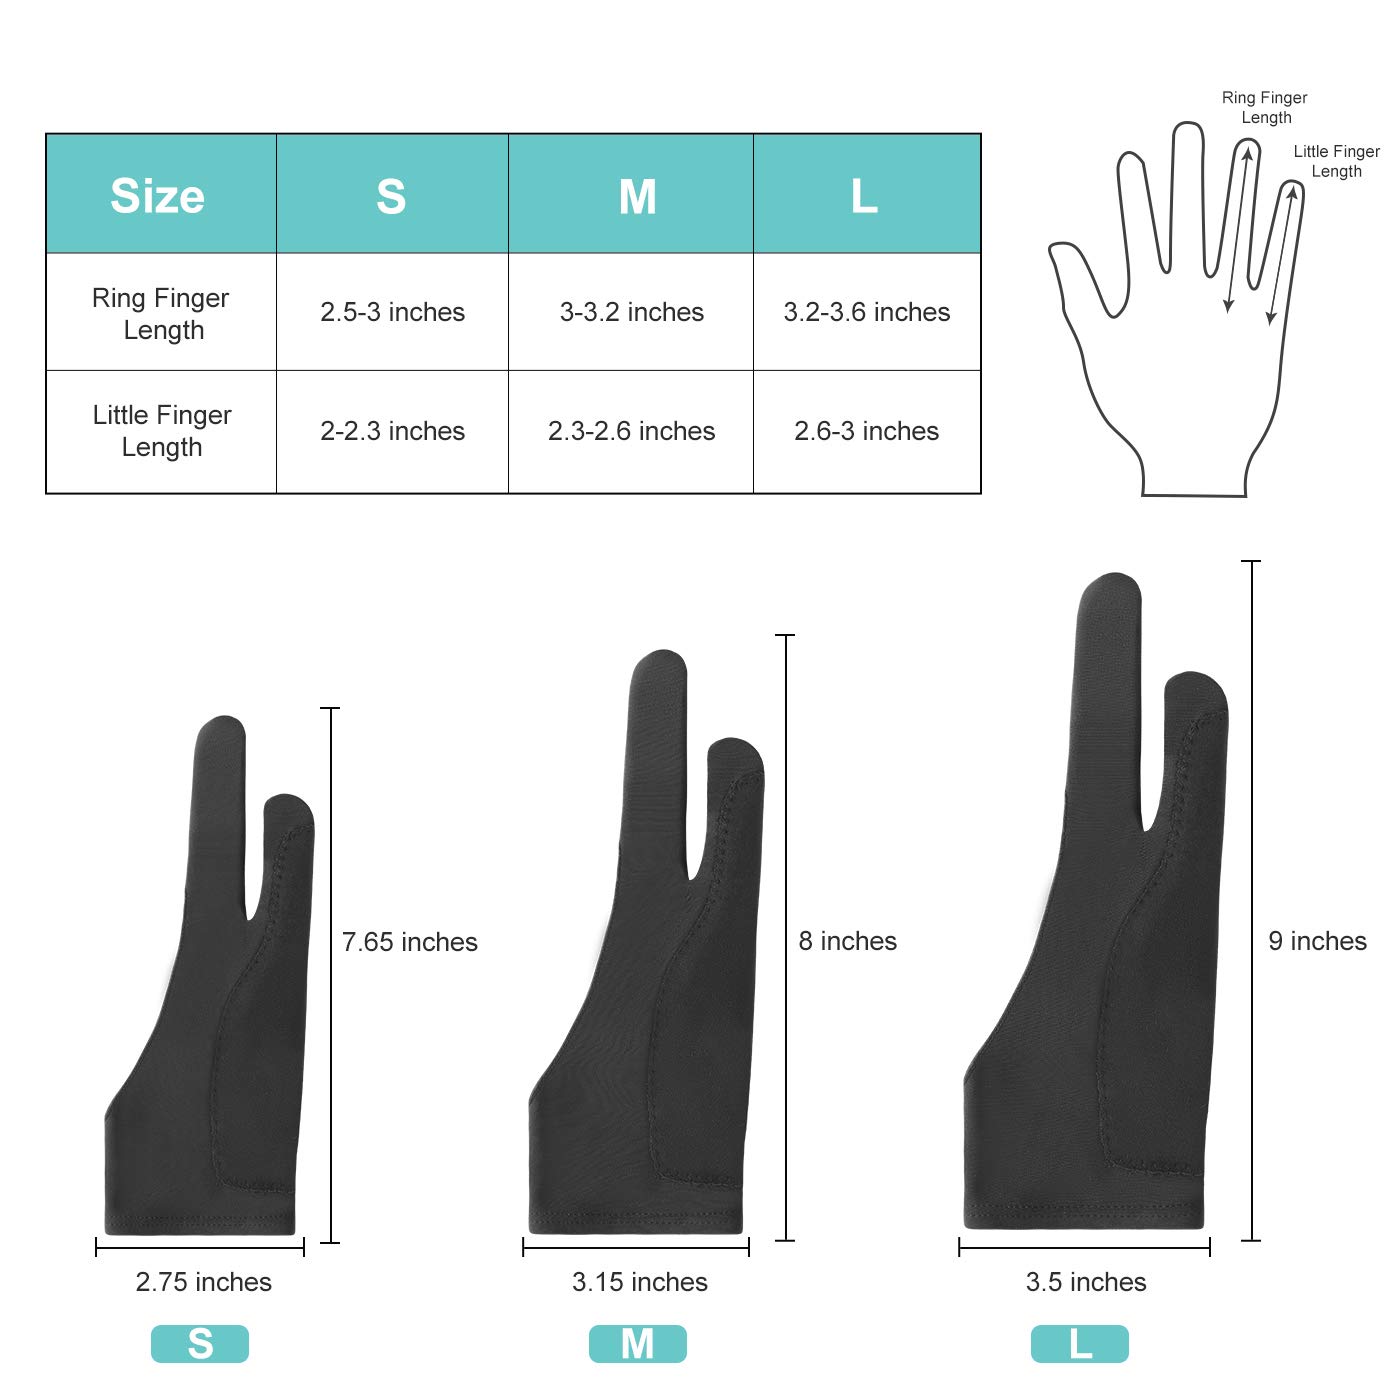 Ring Finger
Length
Little Finger
Length
Size S M L
Ring Finger
Length
2.5-3 inches
3-3.2 inches
3.2-3.6 inches
Little Finger
Length
2-2.3 inches
2.3-2.6 inches
2.6-3 inches
7.65 inches
8 inches
9 inches
2.75 inches
3.15 inches
3.5 inches
S
M
L